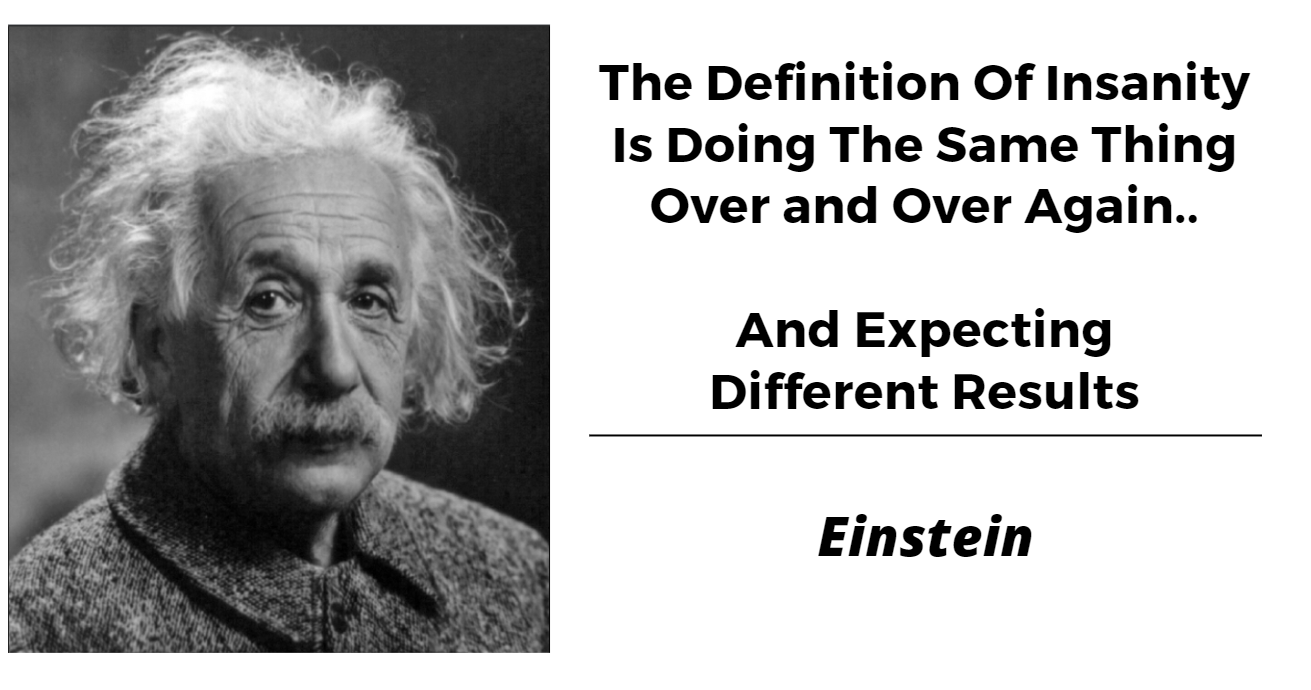 The Definition Of Insanity
Is Doing The Same Thing
Over and Over Again..
And Expecting
Different Results
Einstein